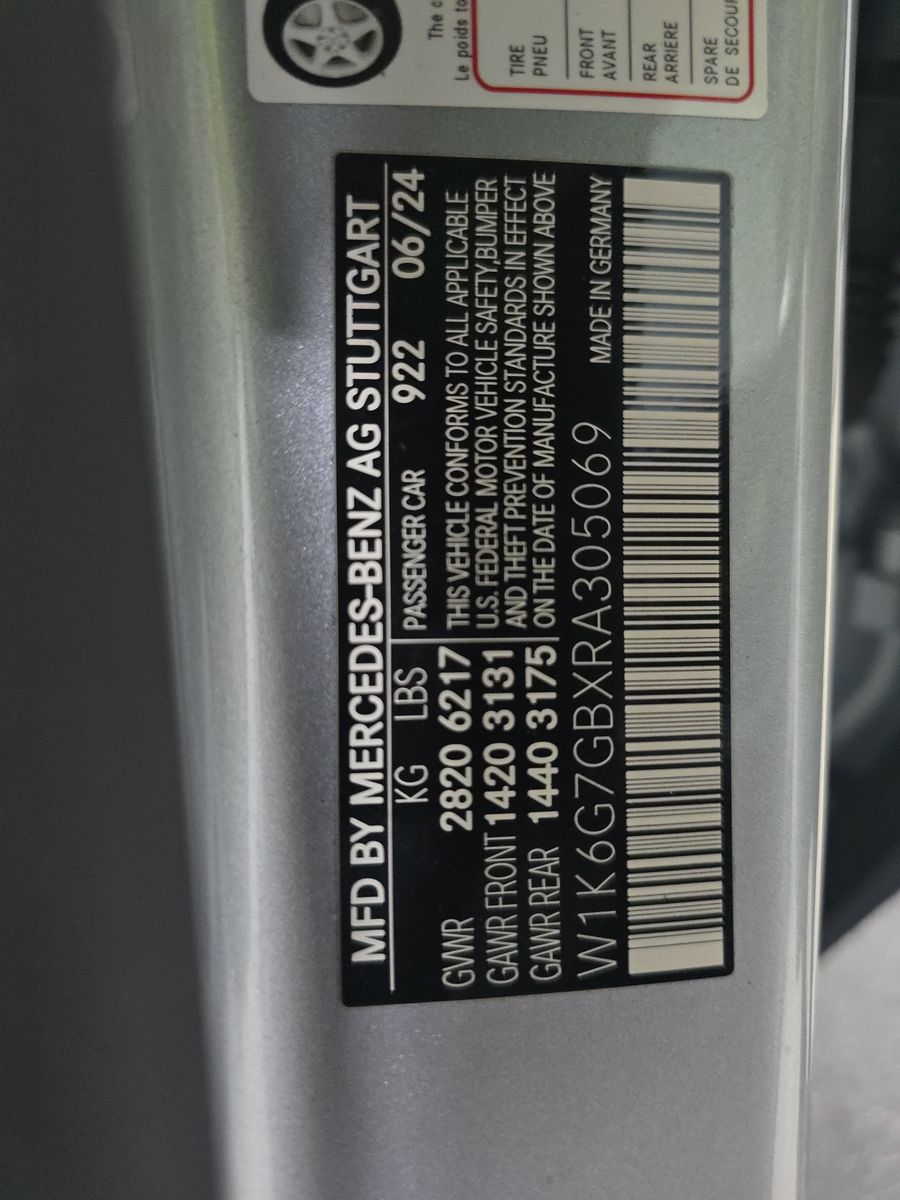 The c
Le poids to
TIRE
PNEU
FRONT
AVANT
REAR
ARRIERE
SPARE
DE SECOUR
MFD BY MERCEDES-BENZ AG STUTTGART
KG LBS PASSENGER CAR 922 06/24
GVWR 2820 6217
GAWR FRONT 1420 3131
GAWR REAR 1440 3175
THIS VEHICLE CONFORMS TO ALL APPLICABLE
U.S. FEDERAL MOTOR VEHICLE SAFETY,BUMPER
AND THEFT PREVENTION STANDARDS IN EFFECT
ON THE DATE OF MANUFACTURE SHOWN ABOVE
W1K6G7GBXRA305069 MADE IN GERMANY